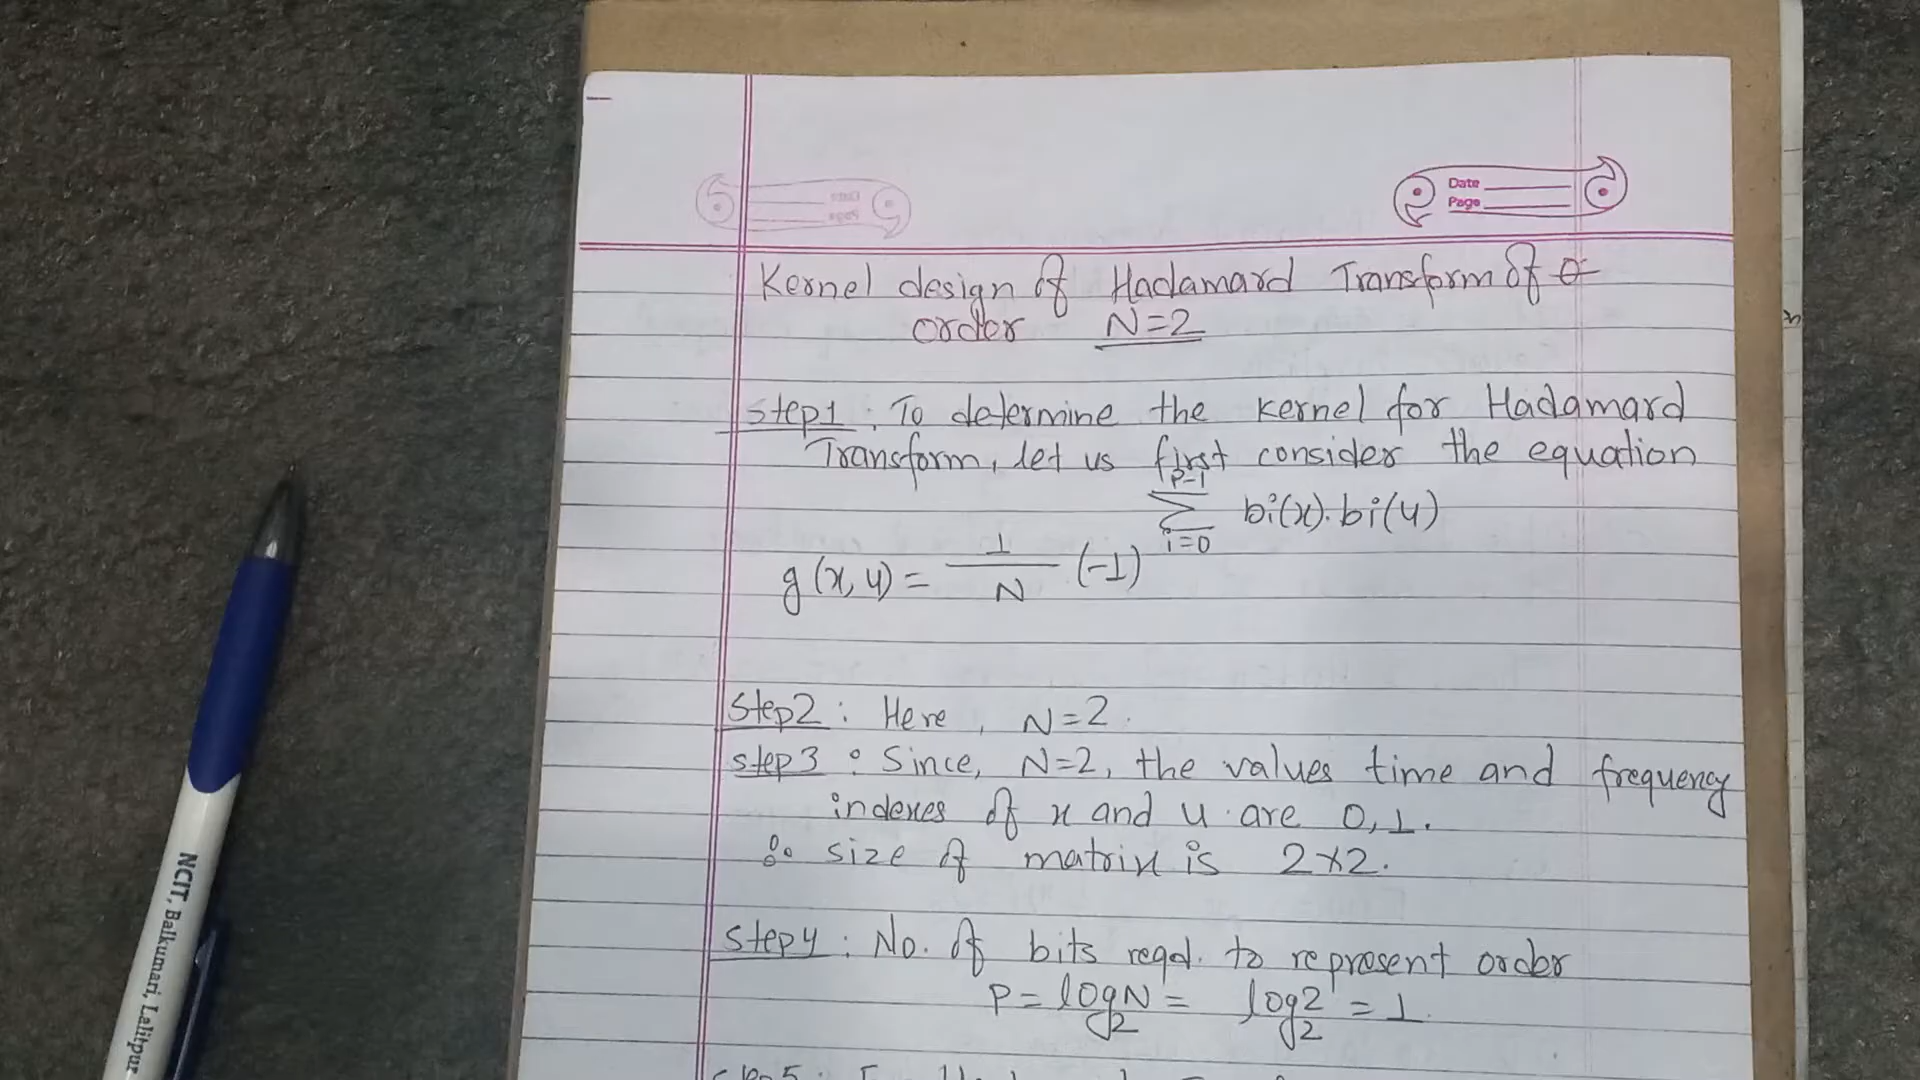 Date
Page
Kernel design of Hadamard Transform of
order N=2
Step1: To determine the kernel for Hadamard
Transform, let us first consider the equation
g(x,u) = 1/N (-1)^ P-1 Σ i=0 bi(x).bi(u)
Step2: Here, N=2.
Step3: Since, N=2, the values time and frequency
indexes of x and u are 0,1.
∴ size of matrix is 2×2.
Step4: No. of bits reqd. to represent order
P = log₂N = log₂2 = 1.
NCIT, Balkumari, Lalitpur